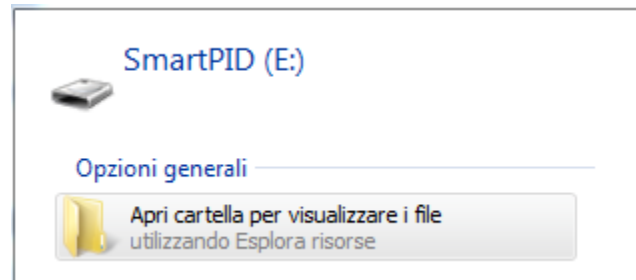 SmartPID (E:)
Opzioni generali
Apri cartella per visualizzare i file
utilizzando Esplora risorse